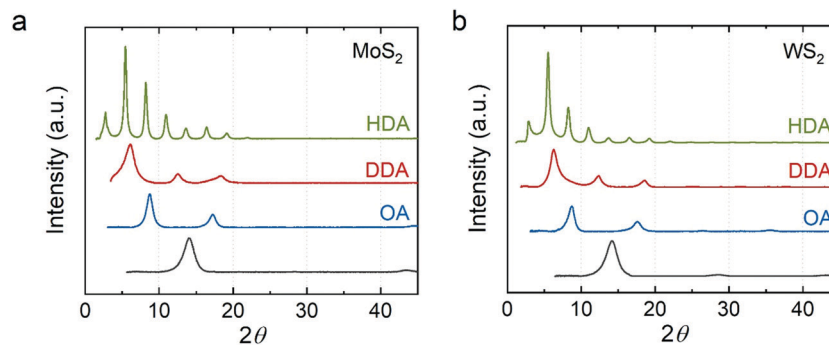 a
MoS₂
HDA
DDA
OA
Intensity (a.u.)
0 10 20 30 40
2θ
b
WS₂
HDA
DDA
OA
Intensity (a.u.)
0 10 20 30 40
2θ